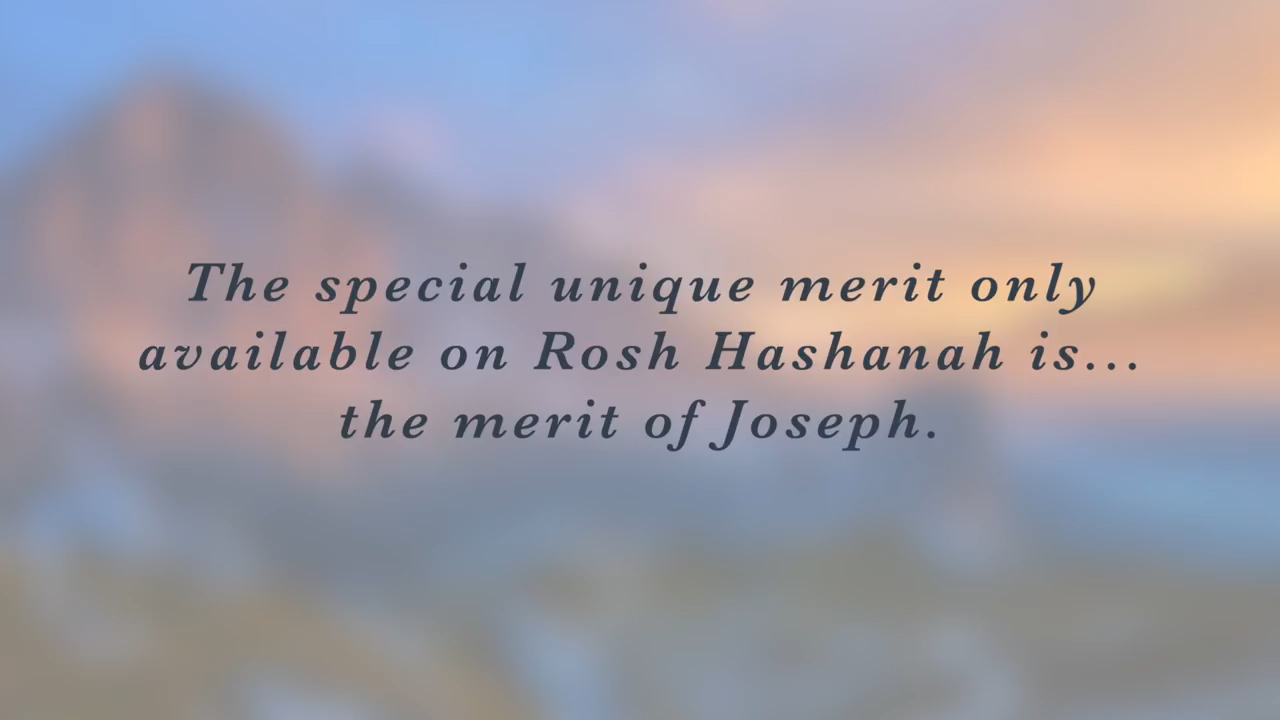 The special unique merit only
available on Rosh Hashanah is...
the merit of Joseph.